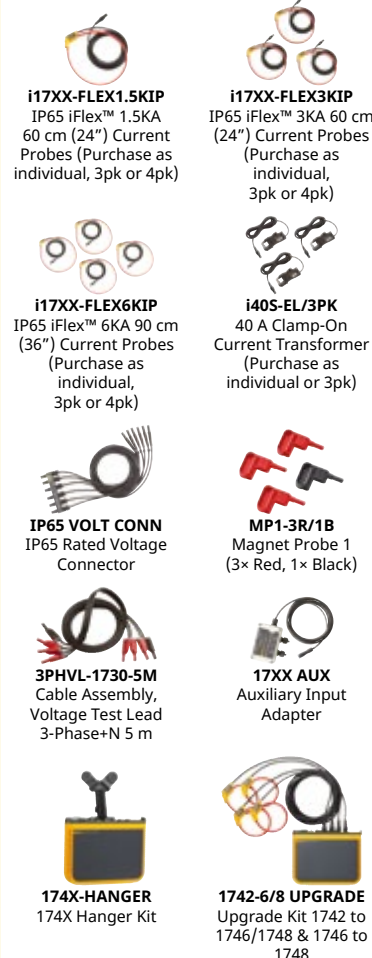 i17XX-FLEX1.5KIP
IP65 iFlex™ 1.5KA
60 cm (24”) Current
Probes (Purchase as
individual, 3pk or 4pk)
i17XX-FLEX3KIP
IP65 iFlex™ 3KA 60 cm
(24”) Current Probes
(Purchase as
individual,
3pk or 4pk)
i17XX-FLEX6KIP
IP65 iFlex™ 6KA 90 cm
(36”) Current Probes
(Purchase as
individual,
3pk or 4pk)
i40S-EL/3PK
40 A Clamp-On
Current Transformer
(Purchase as
individual or 3pk)
IP65 VOLT CONN
IP65 Rated Voltage
Connector
MP1-3R/1B
Magnet Probe 1
(3× Red, 1× Black)
3PHVL-1730-5M
Cable Assembly,
Voltage Test Lead
3-Phase+N 5 m
17XX AUX
Auxiliary Input
Adapter
174X-HANGER
174X Hanger Kit
1742-6/8 UPGRADE
Upgrade Kit 1742 to
1746/1748 & 1746 to
1748